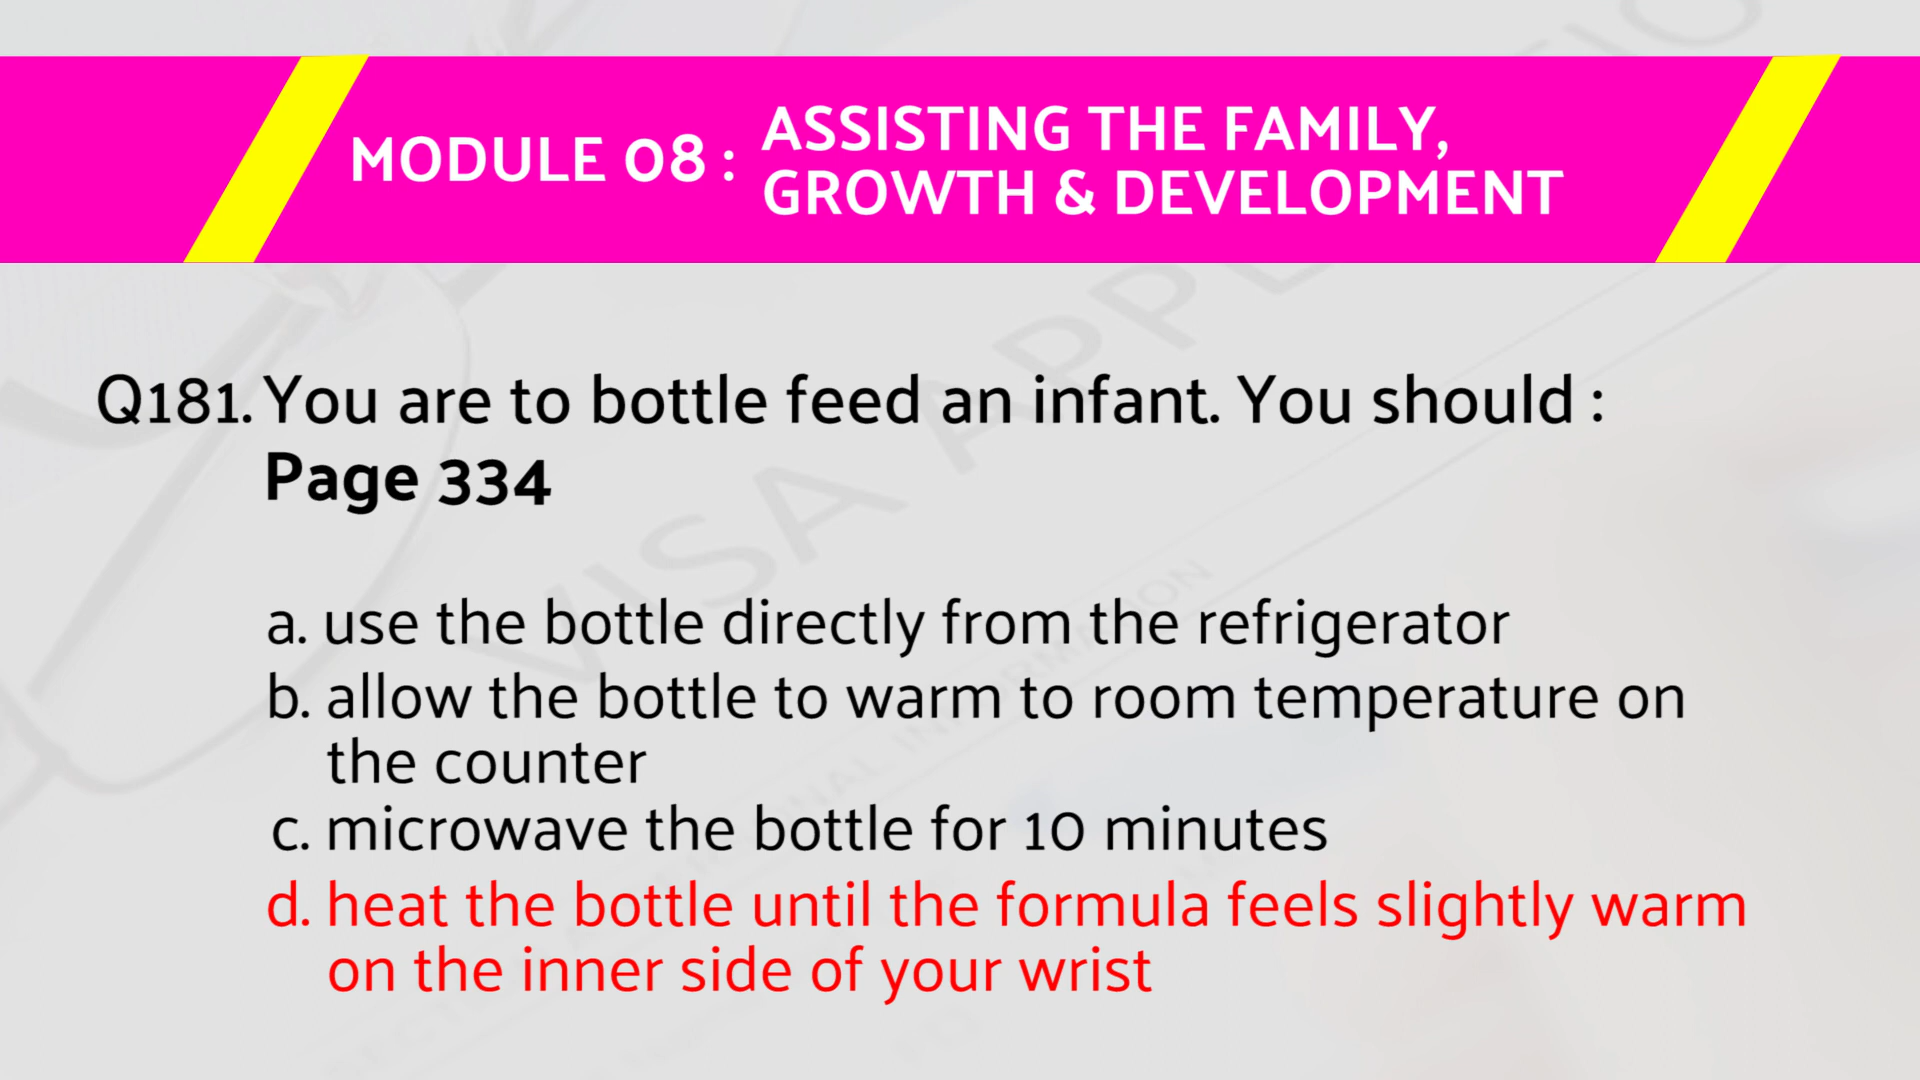 MODULE 08 : ASSISTING THE FAMILY,
GROWTH & DEVELOPMENT
Q181. You are to bottle feed an infant. You should :
Page 334
a. use the bottle directly from the refrigerator
b. allow the bottle to warm to room temperature on
the counter
c. microwave the bottle for 10 minutes
d. heat the bottle until the formula feels slightly warm
on the inner side of your wrist
VISA APPL